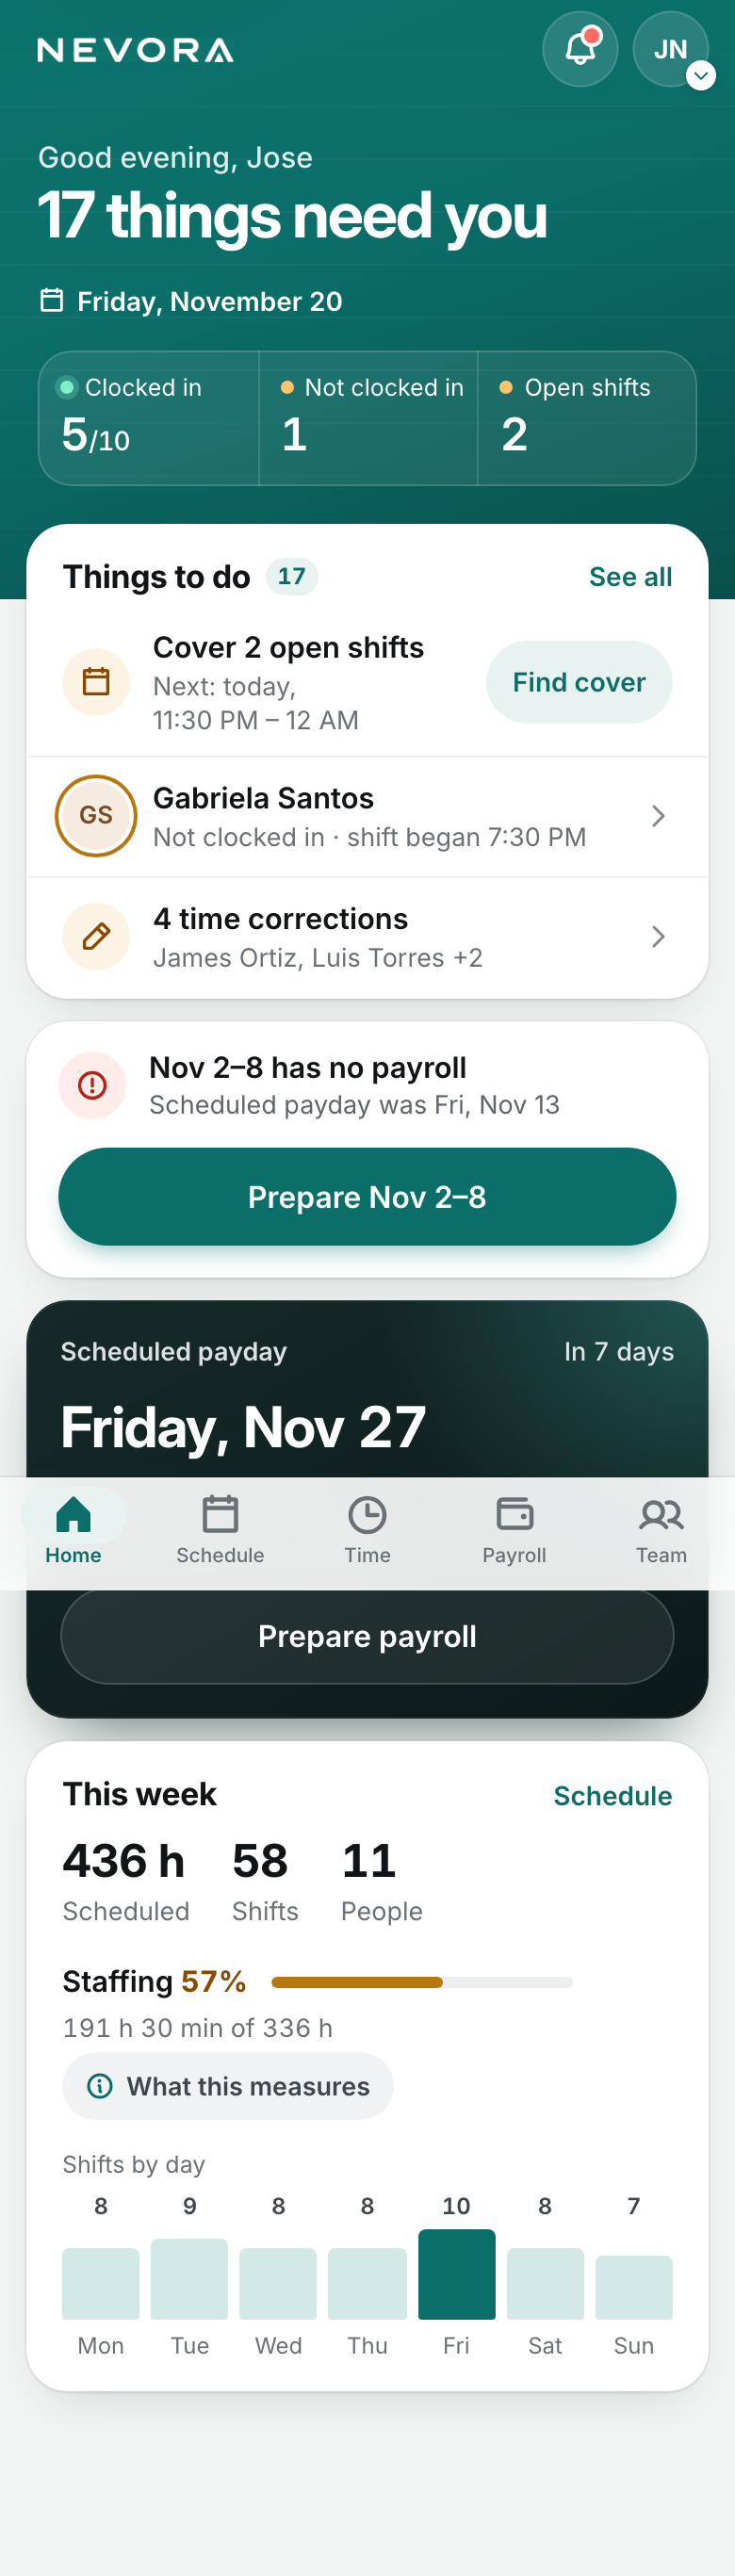 NEVORA
JN
Good evening, Jose
17 things need you
Friday, November 20
Clocked in
5/10
Not clocked in
1
Open shifts
2
Things to do 17
See all
Cover 2 open shifts
Next: today,
11:30 PM – 12 AM
Find cover
GS
Gabriela Santos
Not clocked in · shift began 7:30 PM
4 time corrections
James Ortiz, Luis Torres +2
Nov 2–8 has no payroll
Scheduled payday was Fri, Nov 13
Prepare Nov 2–8
Scheduled payday
In 7 days
Friday, Nov 27
Home
Schedule
Time
Payroll
Team
Prepare payroll
This week
Schedule
436 h 58 11
Scheduled Shifts People
Staffing 57%
191 h 30 min of 336 h
What this measures
Shifts by day
8 9 8 8 10 8 7
Mon Tue Wed Thu Fri Sat Sun